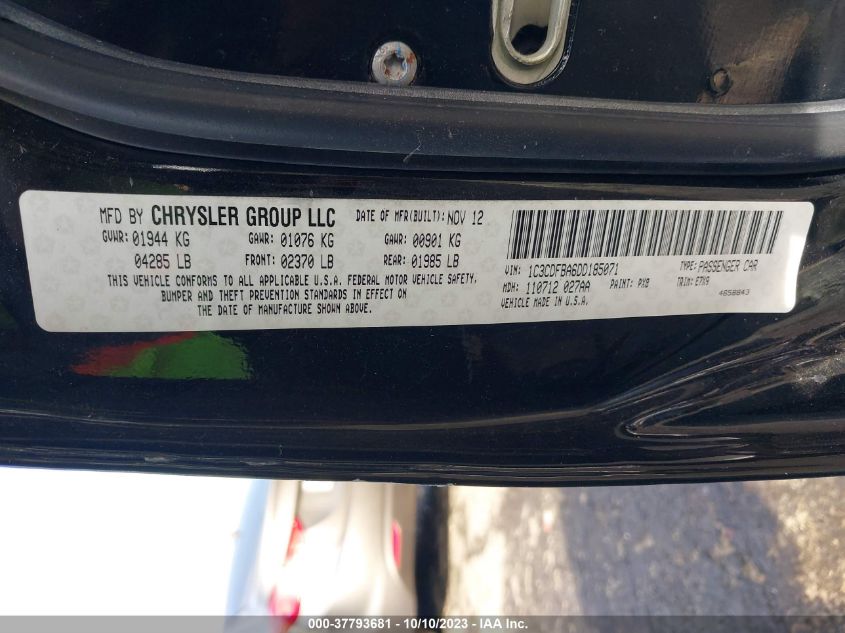 MFD BY CHRYSLER GROUP LLC DATE OF MFR(BUILT): NOV 12
GVWR: 01944 KG GAWR: 01076 KG GAWR: 00901 KG
04285 LB FRONT: 02370 LB REAR: 01985 LB
THIS VEHICLE CONFORMS TO ALL APPLICABLE U.S.A. FEDERAL MOTOR VEHICLE SAFETY,
BUMPER AND THEFT PREVENTION STANDARDS IN EFFECT ON
THE DATE OF MANUFACTURE SHOWN ABOVE.
VIN: 1C3CDFBA6DD185071 TYPE: PASSENGER CAR
MDH: 110712 027AA PAINT: PX8 TRIM: E7X9
VEHICLE MADE IN U.S.A. 4658843
000-37793681 - 10/10/2023 - IAA Inc.